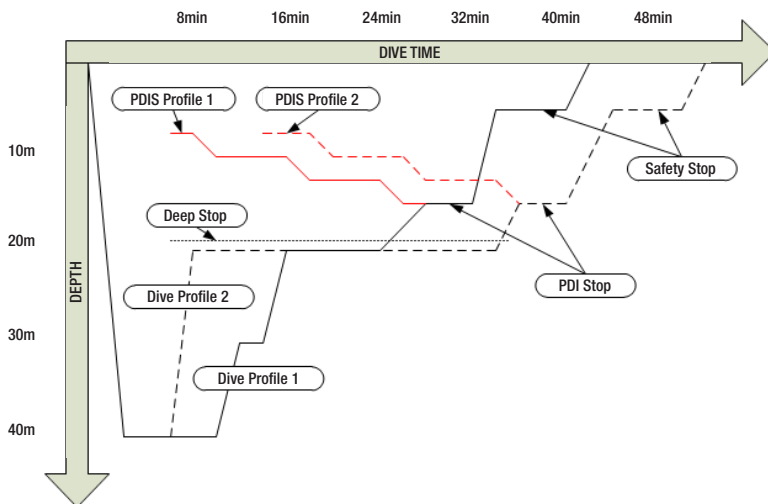 8min 16min 24min 32min 40min 48min
DIVE TIME
PDIS Profile 1
PDIS Profile 2
10m
Safety Stop
Deep Stop
20m
DEPTH
PDI Stop
Dive Profile 2
30m
Dive Profile 1
40m